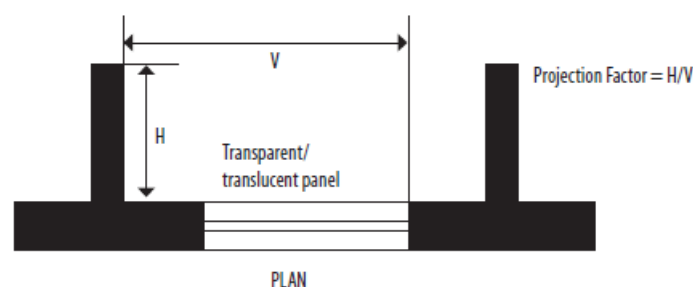 V
Projection Factor = H/V
H
Transparent/
translucent panel
PLAN